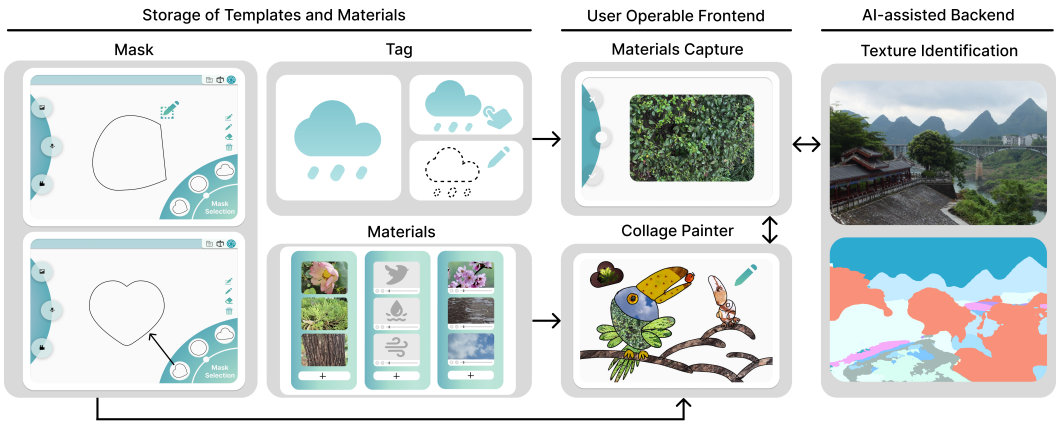 Storage of Templates and Materials
User Operable Frontend
AI-assisted Backend
Mask
Tag
Materials Capture
Texture Identification
Mask
Selection
Materials
Collage Painter
Mask
Selection